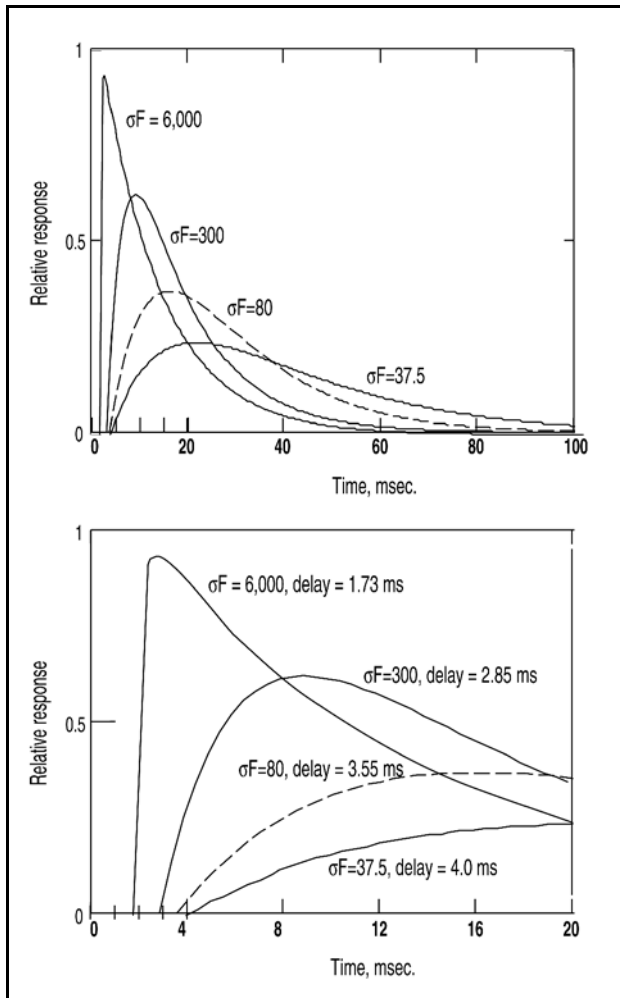 1
σF = 6,000
σF=300
0.5
σF=80
σF=37.5
0
0 20 40 60 80 100
Relative response
Time, msec.
1
σF = 6,000, delay = 1.73 ms
σF=300, delay = 2.85 ms
0.5
σF=80, delay = 3.55 ms
σF=37.5, delay = 4.0 ms
0
0 4 8 12 16 20
Relative response
Time, msec.